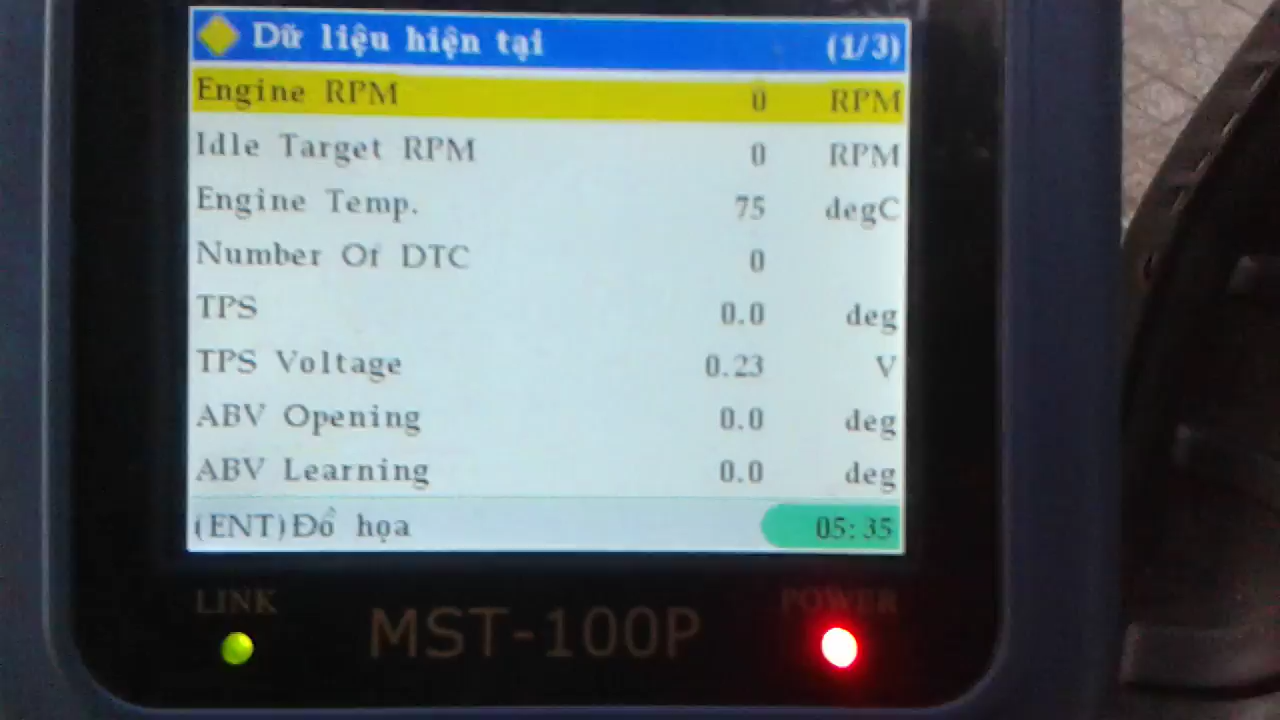 Dữ liệu hiện tại (1/3)
Engine RPM 0 RPM
Idle Target RPM 0 RPM
Engine Temp. 75 degC
Number Of DTC 0
TPS 0.0 deg
TPS Voltage 0.23 V
ABV Opening 0.0 deg
ABV Learning 0.0 deg
(ENT)Đồ họa 05:35
LINK MST-100P POWER